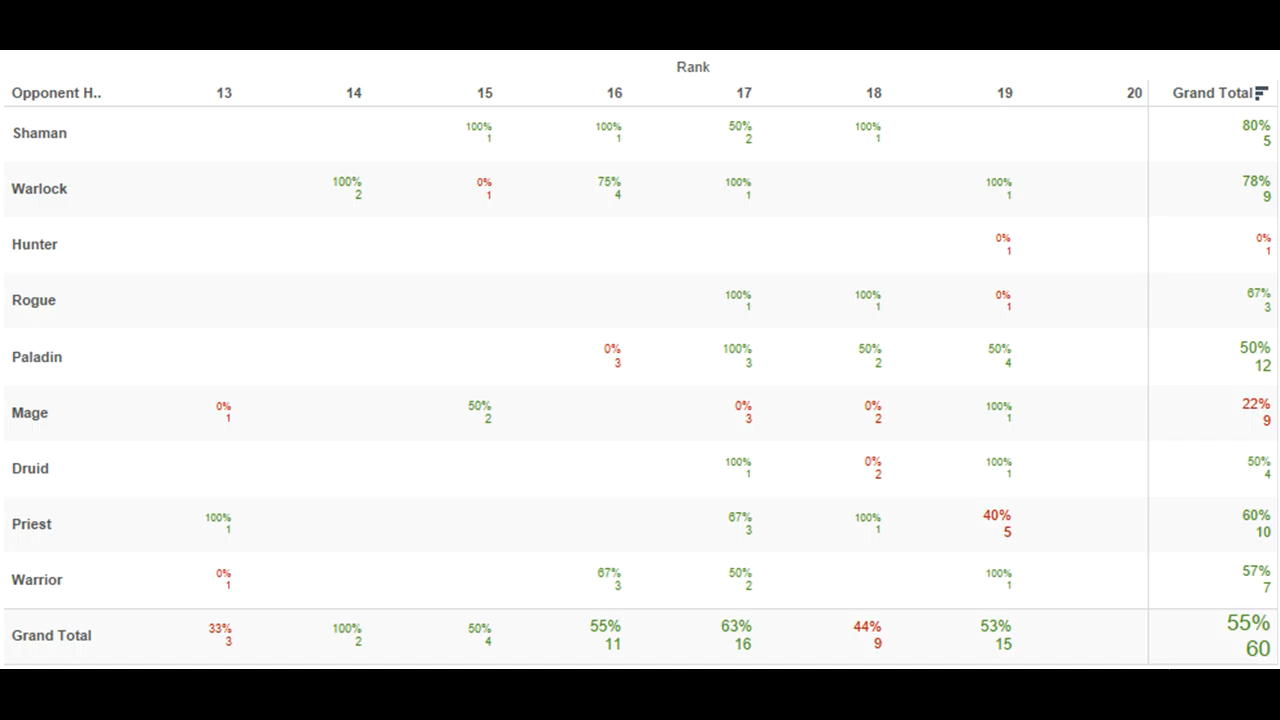 Rank
Opponent H.. 13 14 15 16 17 18 19 20 Grand Total
Shaman 100% 100% 50% 100% 80%
1 1 2 1 5
Warlock 100% 0% 75% 100% 100% 78%
2 1 4 1 1 9
Hunter 0% 0%
1 1
Rogue 100% 100% 0% 67%
1 1 1 3
Paladin 0% 100% 50% 50% 50%
3 3 2 4 12
Mage 0% 50% 0% 0% 100% 22%
1 2 3 2 1 9
Druid 100% 0% 100% 50%
1 2 1 4
Priest 100% 67% 100% 40% 60%
1 3 1 5 10
Warrior 0% 67% 50% 100% 57%
1 3 2 1 7
Grand Total 33% 100% 50% 55% 63% 44% 53% 55%
3 2 4 11 16 9 15 60